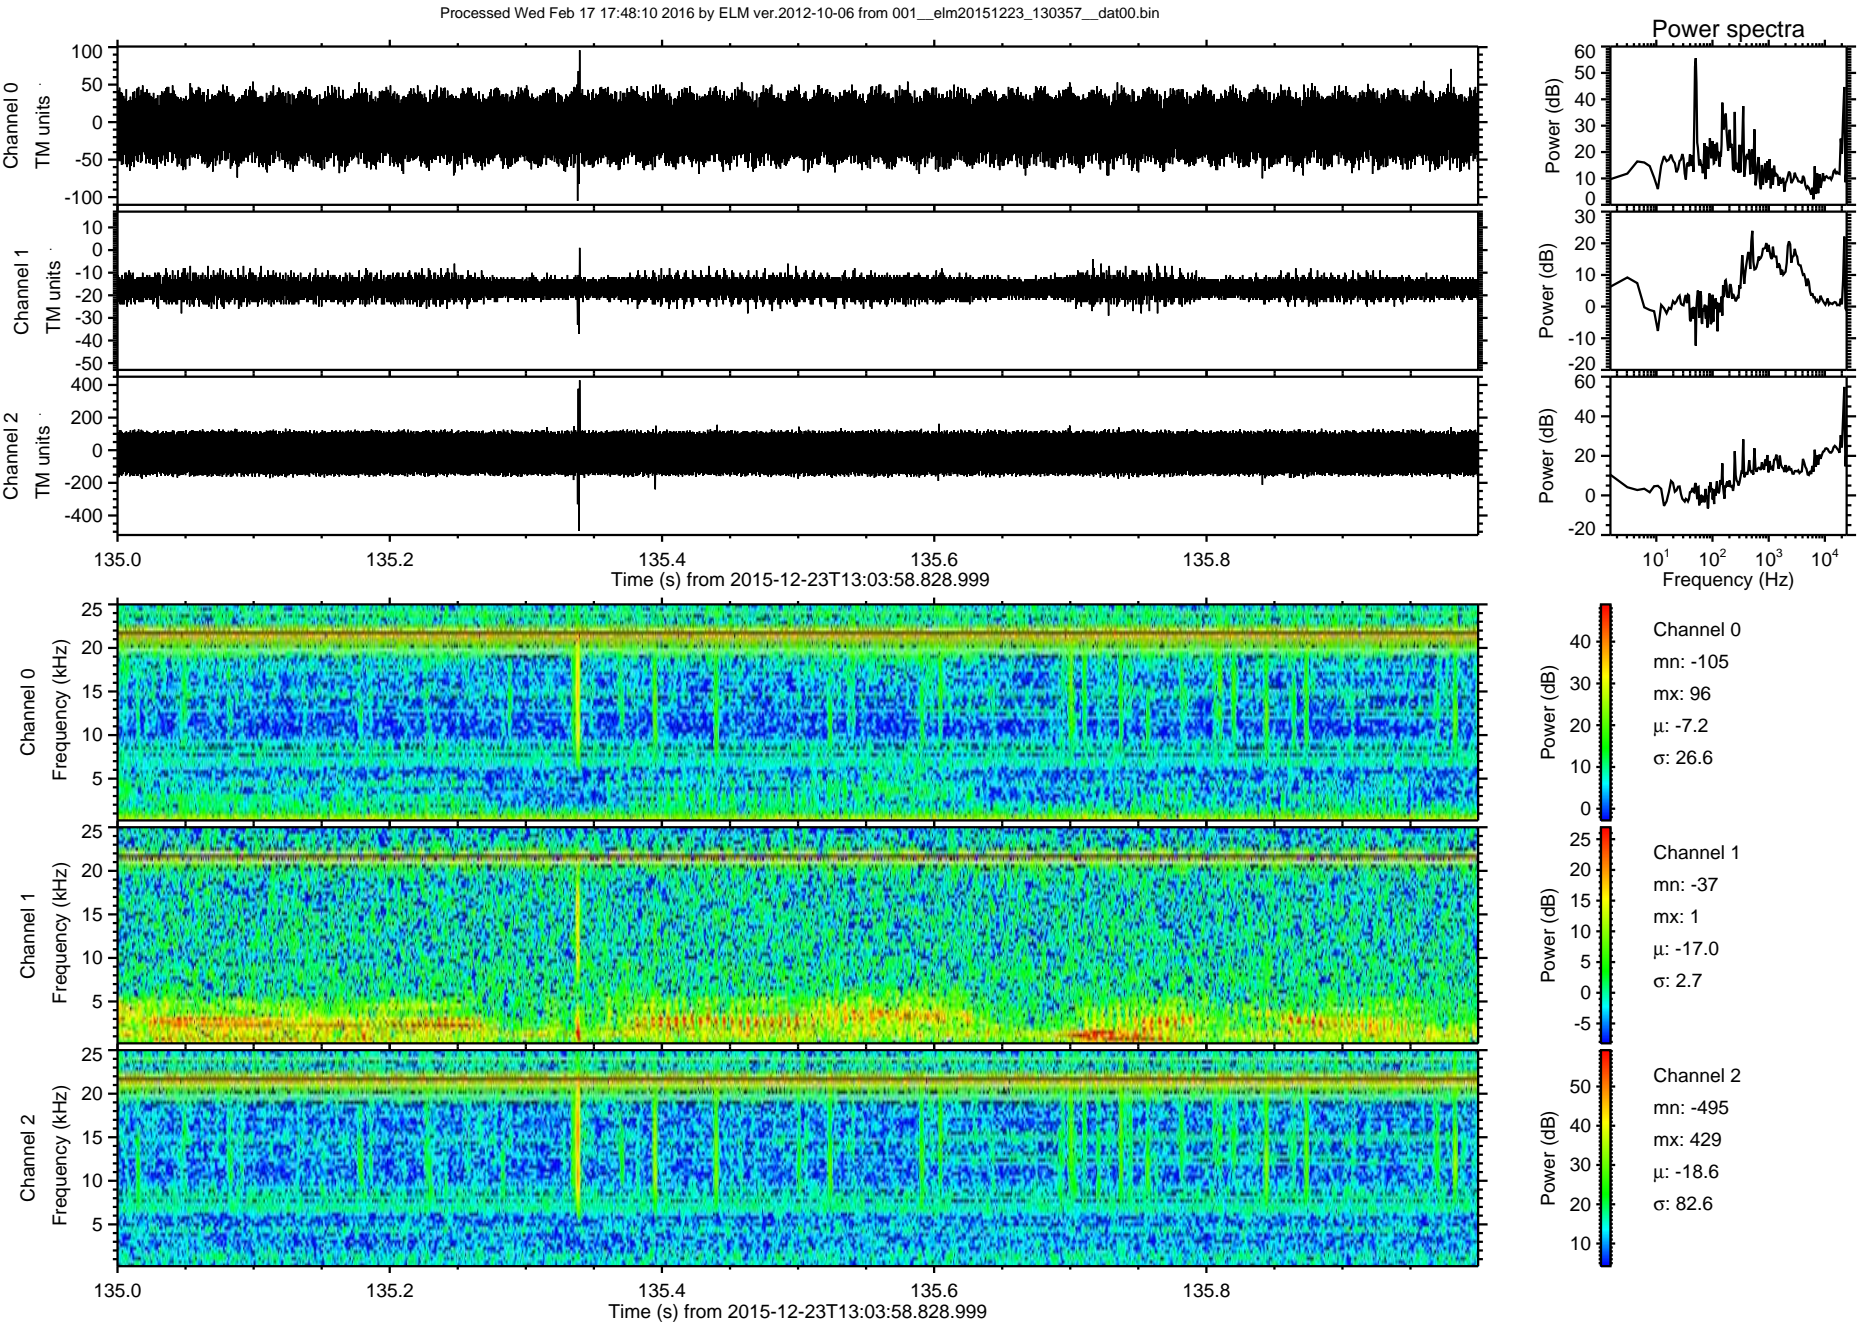 Processed Wed Feb 17 17:48:10 2016 by ELM ver.2012-10-06 from 001__elm20151223_130357__dat00.bin
Power spectra
Channel 0
TM units
100
50
0
-50
-100
Power (dB)
60
50
40
30
20
10
0
Channel 1
TM units
10
0
-10
-20
-30
-40
-50
Power (dB)
30
20
10
0
-10
-20
Channel 2
TM units
400
200
0
-200
-400
Power (dB)
60
40
20
0
-20
135.0 135.2 135.4 135.6 135.8
Time (s) from 2015-12-23T13:03:58.828.999
10¹ 10² 10³ 10⁴
Frequency (Hz)
Channel 0
Frequency (kHz)
25
20
15
10
5
Power (dB)
40
30
20
10
0
Channel 0
mn: -105
mx: 96
μ: -7.2
σ: 26.6
Channel 1
Frequency (kHz)
25
20
15
10
5
Power (dB)
25
20
15
10
5
0
-5
Channel 1
mn: -37
mx: 1
μ: -17.0
σ: 2.7
Channel 2
Frequency (kHz)
25
20
15
10
5
Power (dB)
50
40
30
20
10
Channel 2
mn: -495
mx: 429
μ: -18.6
σ: 82.6
135.0 135.2 135.4 135.6 135.8
Time (s) from 2015-12-23T13:03:58.828.999